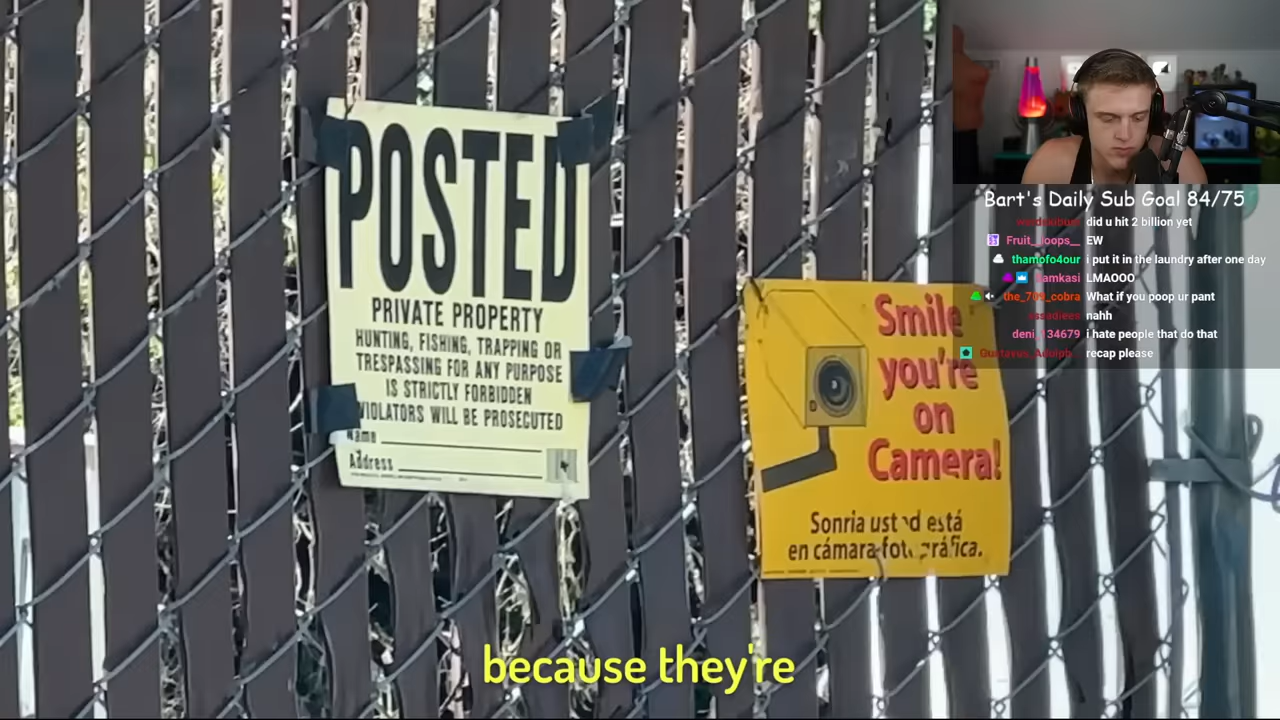 POSTED
PRIVATE PROPERTY
HUNTING, FISHING, TRAPPING OR
TRESPASSING FOR ANY PURPOSE
IS STRICTLY FORBIDDEN
VIOLATORS WILL BE PROSECUTED
Name
Address
Smile
you're
on
Camera!
Sonria usted está
en cámara fotográfica.
because they're
Bart's Daily Sub Goal 84/75
did u hit 2 billion yet
Fruit_loops__ EW
thamofo4our i put it in the laundry after one day
LMAOOO
the_709_cobra What if you poop ur pant
nahh
deni_134679 i hate people that do that
recap please